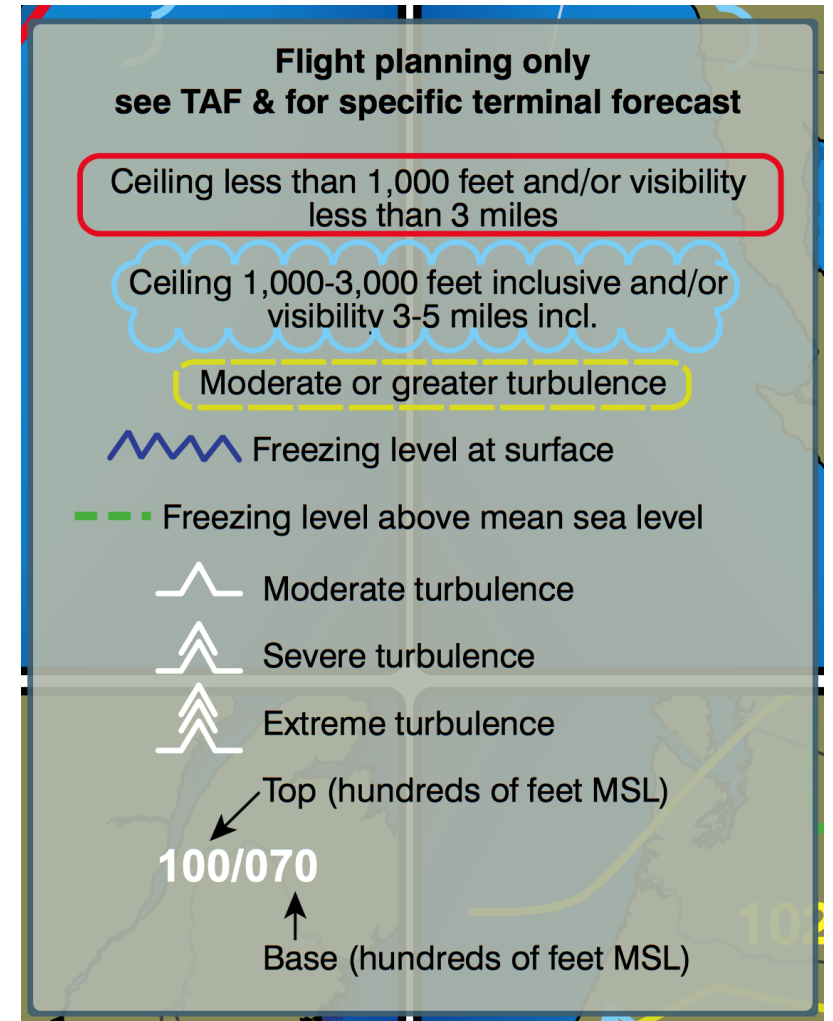 Flight planning only
see TAF & for specific terminal forecast
Ceiling less than 1,000 feet and/or visibility
less than 3 miles
Ceiling 1,000-3,000 feet inclusive and/or
visibility 3-5 miles incl.
Moderate or greater turbulence
Freezing level at surface
Freezing level above mean sea level
Moderate turbulence
Severe turbulence
Extreme turbulence
Top (hundreds of feet MSL)
100/070
102
Base (hundreds of feet MSL)